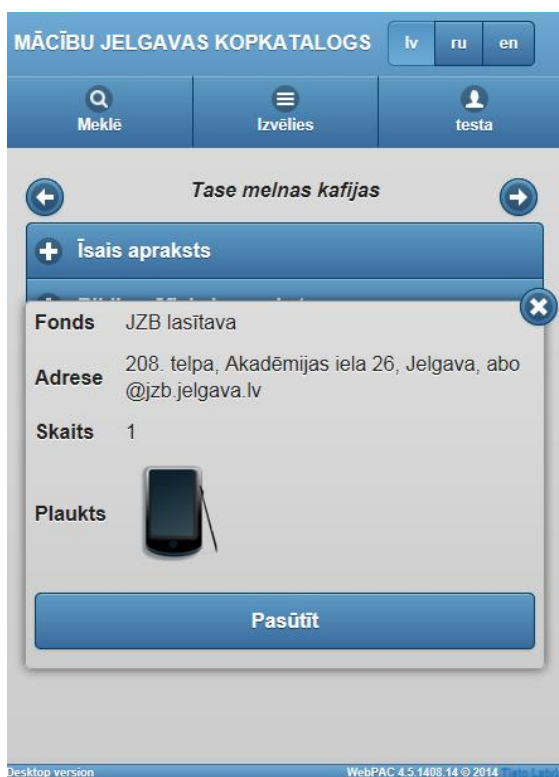 MĀCĪBU JELGAVAS KOPKATALOGS lv ru en
Meklē Izvēlies testa
Tase melnas kafijas
Īsais apraksts
Fonds JZB lasītava
Adrese 208. telpa, Akadēmijas iela 26, Jelgava, abo
@jzb.jelgava.lv
Skaits 1
Plaukts
Pasūtīt
Desktop version WebPAC 4.5.1408.14 © 2014